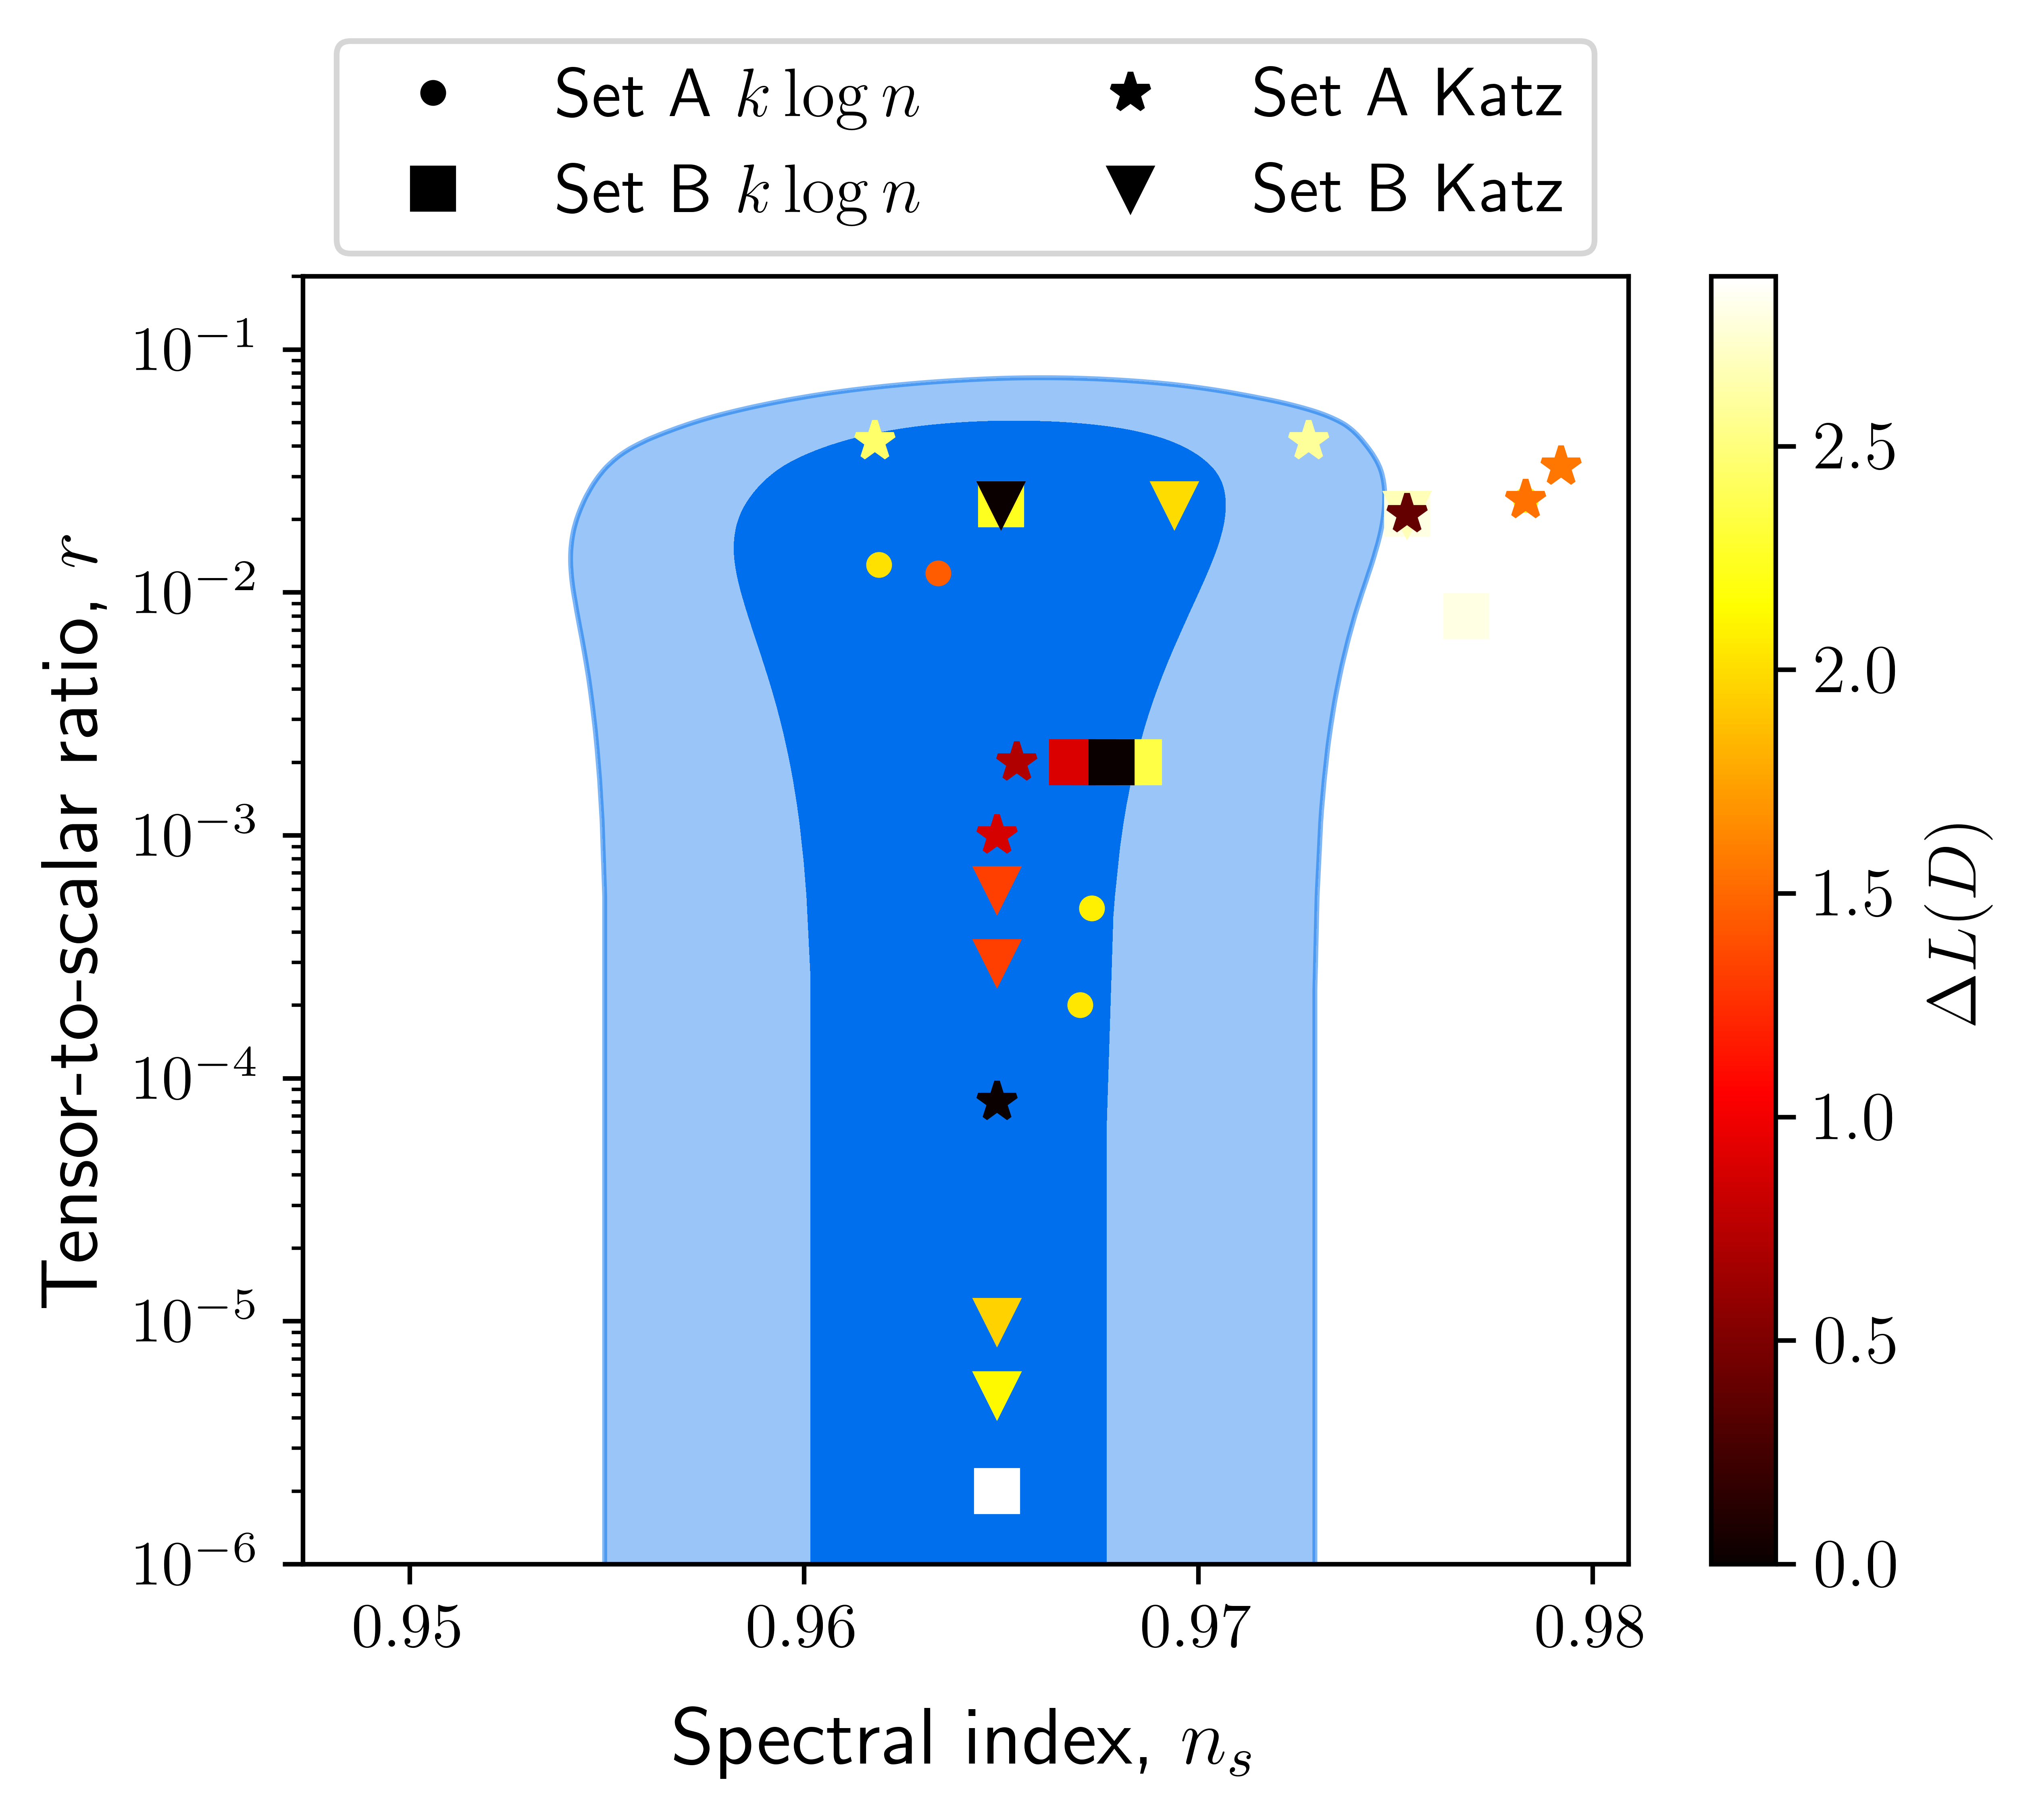 Set A k log n
Set A Katz
Set B k log n
Set B Katz
Tensor-to-scalar ratio, r
10⁻¹
10⁻²
10⁻³
10⁻⁴
10⁻⁵
10⁻⁶
0.95
0.96
0.97
0.98
Spectral index, nₛ
2.5
2.0
1.5
1.0
0.5
0.0
ΔL(D)